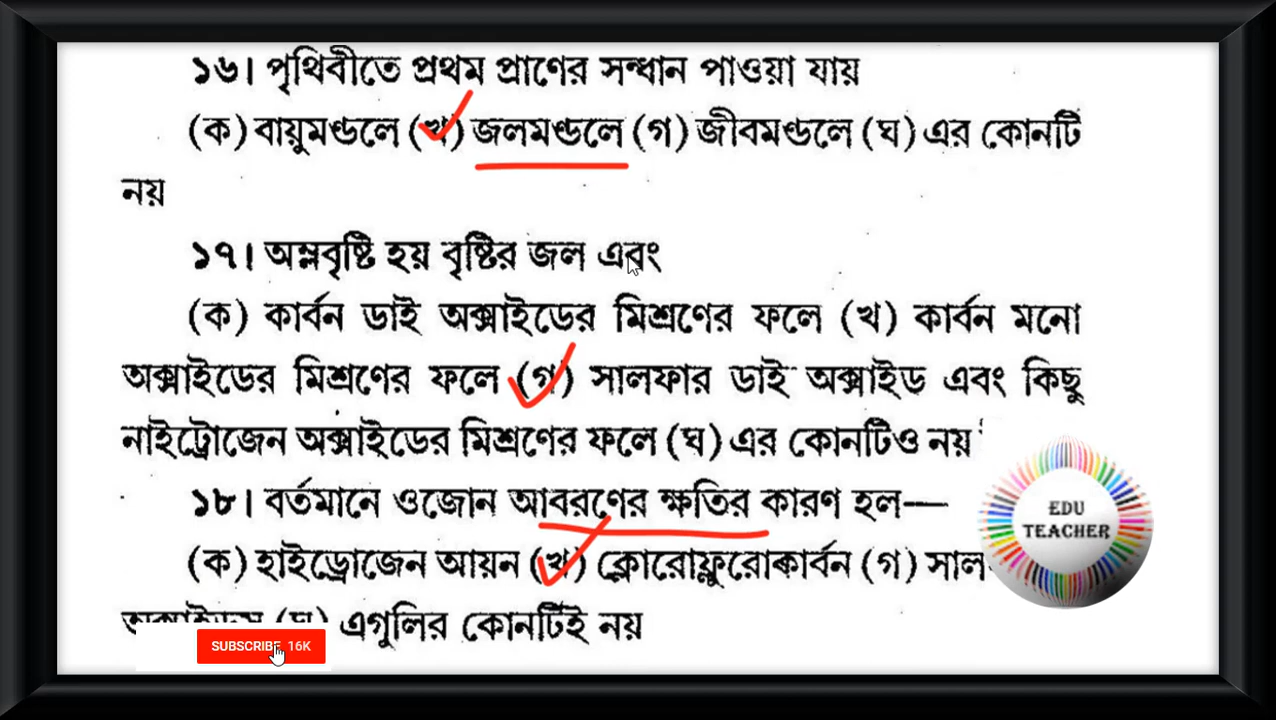 ১৬। পৃথিবীতে প্রথম প্রাণের সন্ধান পাওয়া যায়
(ক) বায়ুমণ্ডলে (খ) জলমণ্ডলে (গ) জীবমণ্ডলে (ঘ) এর কোনটি
নয়
১৭। অম্লবৃষ্টি হয় বৃষ্টির জল এবং
(ক) কার্বন ডাই অক্সাইডের মিশ্রণের ফলে (খ) কার্বন মনো
অক্সাইডের মিশ্রণের ফলে (গ) সালফার ডাই অক্সাইড এবং কিছু
নাইট্রোজেন অক্সাইডের মিশ্রণের ফলে (ঘ) এর কোনটিও নয়
১৮। বর্তমানে ওজোন আবরণের ক্ষতির কারণ হল—
(ক) হাইড্রোজেন আয়ন (খ) ক্লোরোফ্লুরোকার্বন (গ) সাল
(ঘ) এগুলির কোনটিই নয়
EDU
TEACHER
SUBSCRIBE 16K